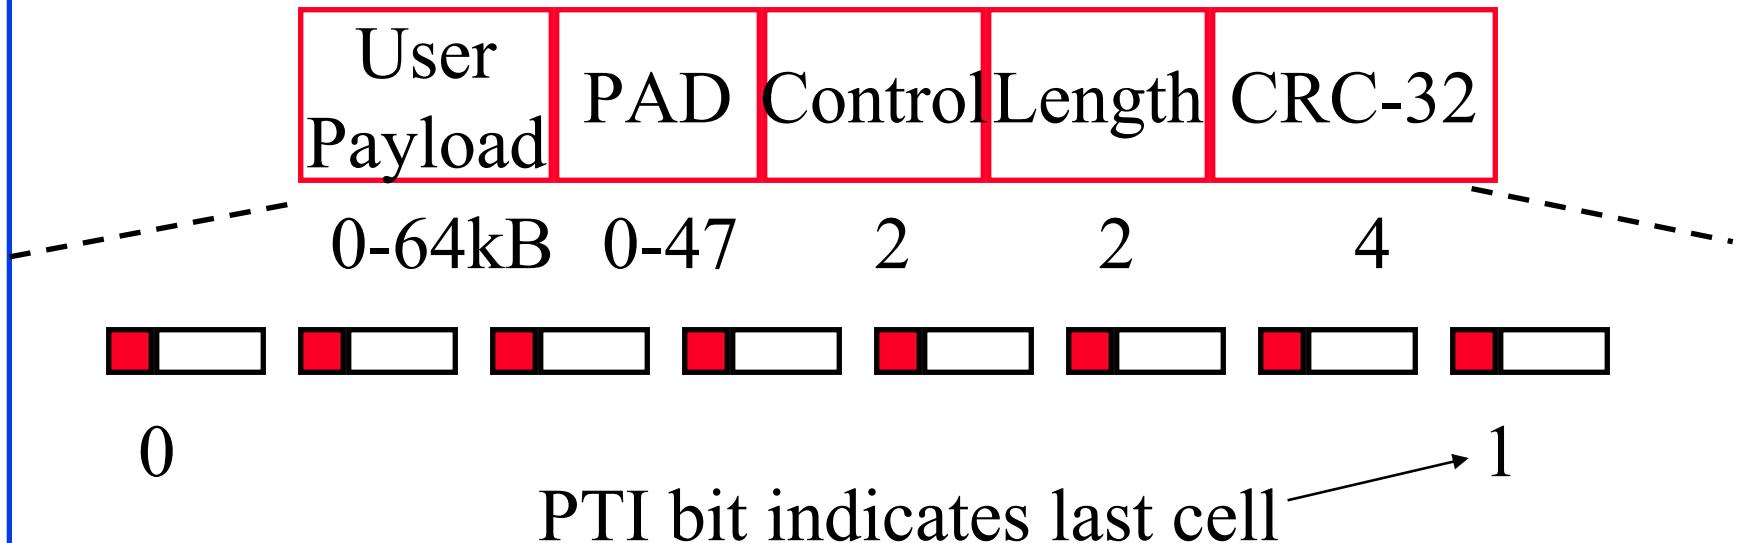 User Payload PAD Control Length CRC-32
0-64kB 0-47 2 2 4
0 1
PTI bit indicates last cell